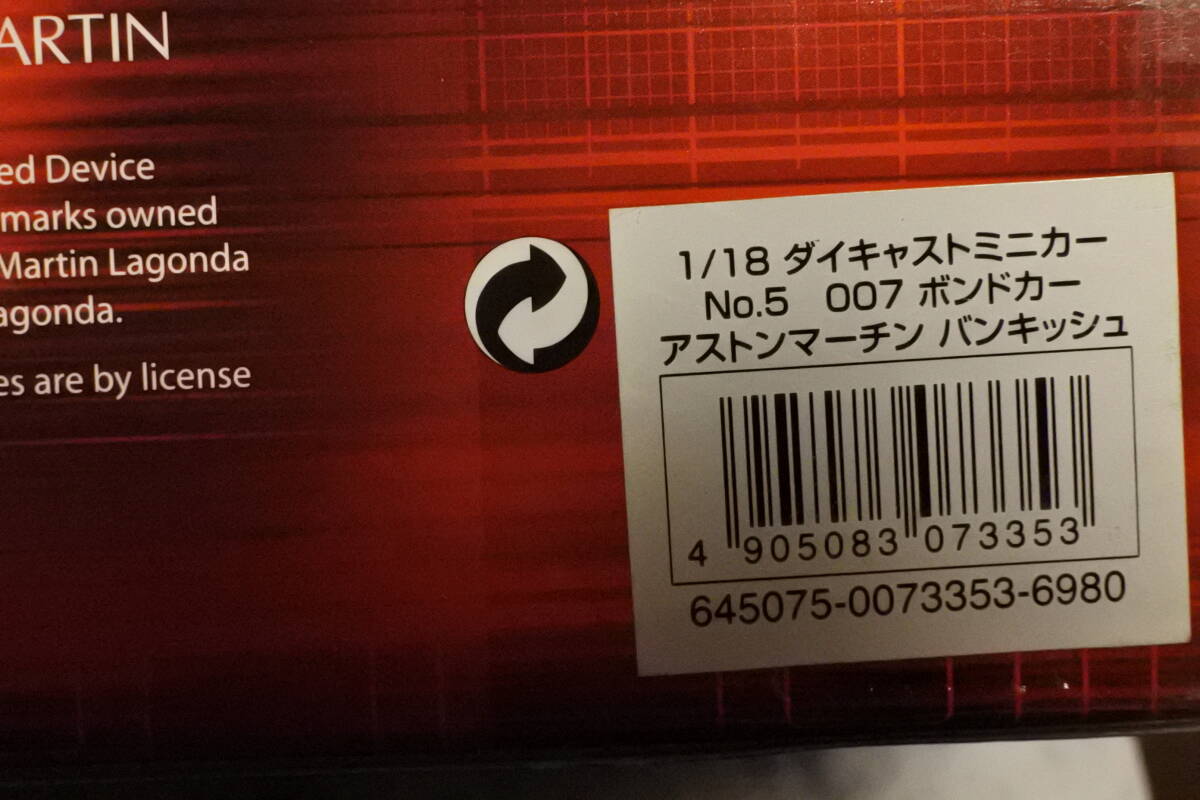 ARTIN
ed Device
marks owned
Martin Lagonda
agonda.
es are by license
1/18 ダイキャストミニカー
No.5 007 ボンドカー
アストンマーチン バンキッシュ
4 905083 073353
645075-0073353-6980